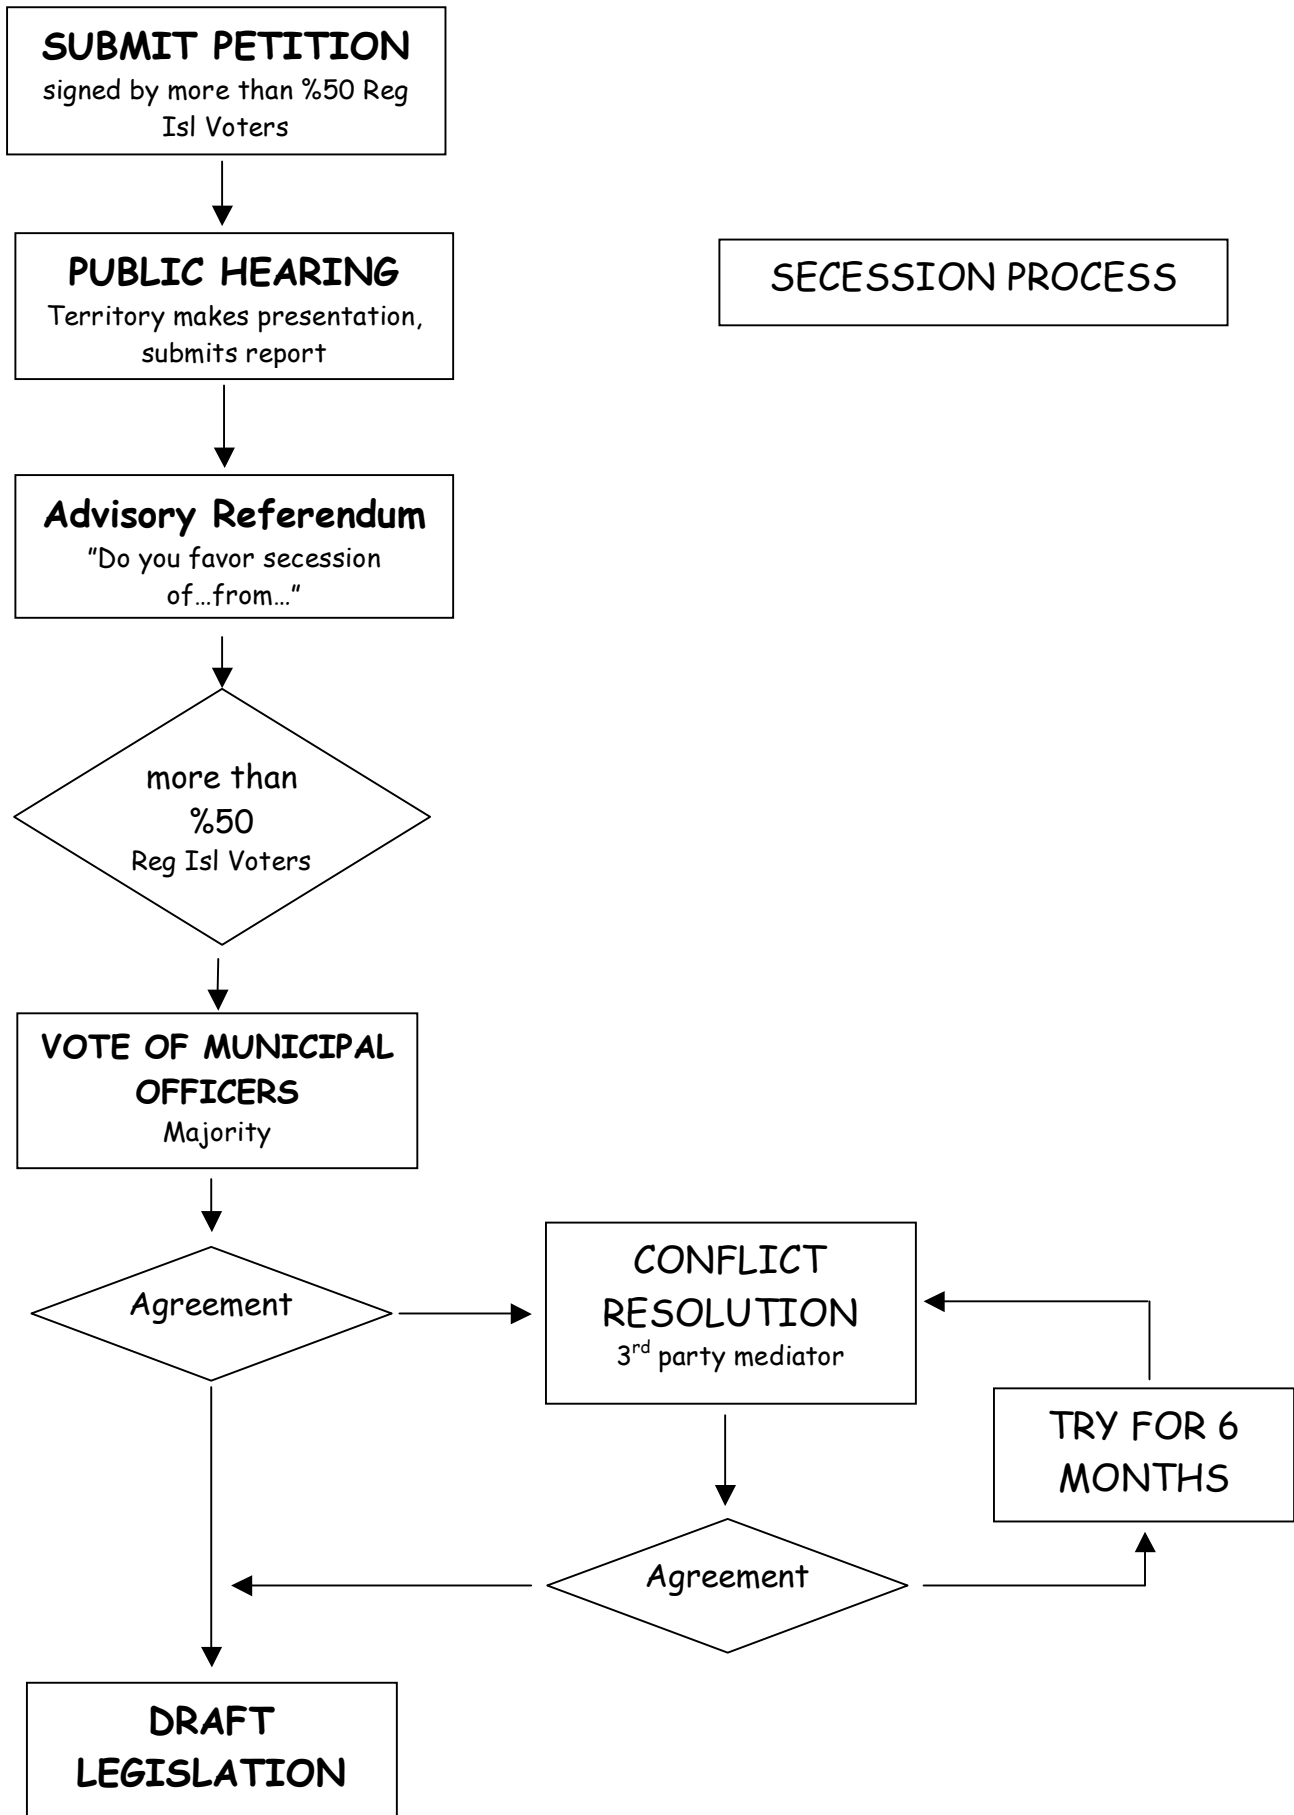 SUBMIT PETITION
signed by more than %50 Reg
Isl Voters
PUBLIC HEARING
Territory makes presentation,
submits report
SECESSION PROCESS
Advisory Referendum
"Do you favor secession
of…from…"
more than
%50
Reg Isl Voters
VOTE OF MUNICIPAL
OFFICERS
Majority
Agreement
CONFLICT
RESOLUTION
3rd party mediator
TRY FOR 6
MONTHS
Agreement
DRAFT
LEGISLATION